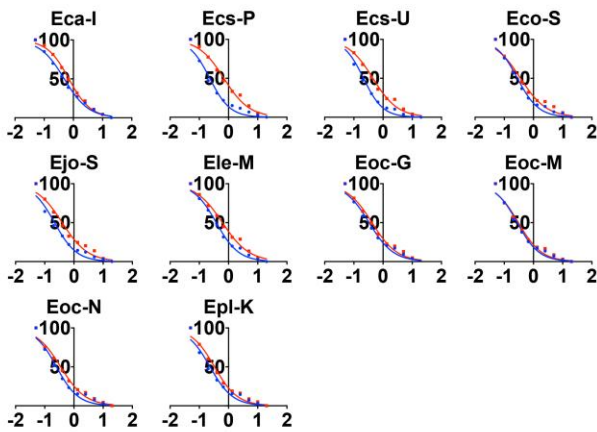 Eca-I Ecs-P Ecs-U Eco-S
100 100 100 100
50 50 50 50
-2 -1 0 1 2 -2 -1 0 1 2 -2 -1 0 1 2 -2 -1 0 1 2
Ejo-S Ele-M Eoc-G Eoc-M
100 100 100 100
50 50 50 50
-2 -1 0 1 2 -2 -1 0 1 2 -2 -1 0 1 2 -2 -1 0 1 2
Eoc-N Epl-K
100 100
50 50
-2 -1 0 1 2 -2 -1 0 1 2